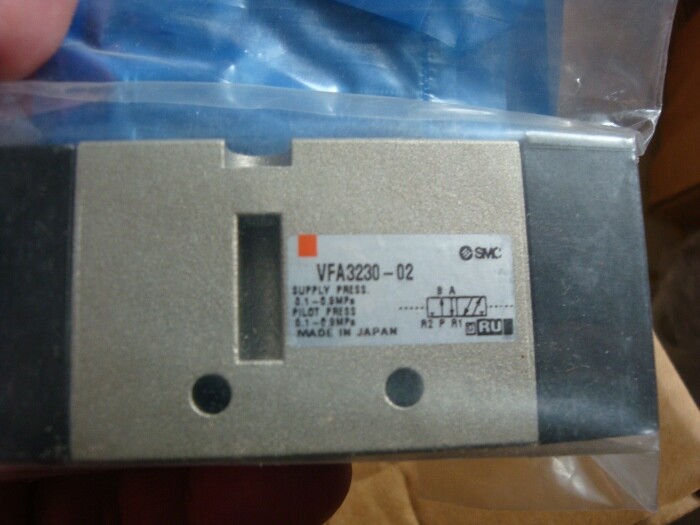 SMC
VFA3230-02
SUPPLY PRESS.
0.1~0.9MPa
PILOT PRESS
0.1~0.9MPa
MADE IN JAPAN
B A
R2 P R1
RU